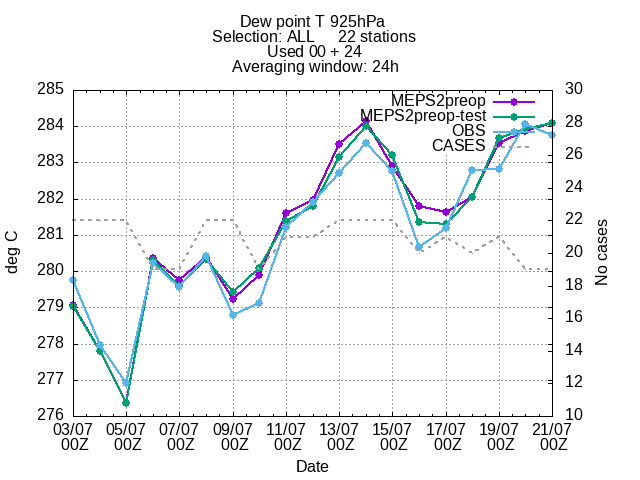 Dew point T 925hPa
Selection: ALL 22 stations
Used 00 + 24
Averaging window: 24h
285 30
MEPS2preop
284 28
MEPS2preop-test
OBS
CASES
283 26
282 24
281 22
deg C
No cases
280 20
279 18
278 16
14
277 12
276 10
03/07 05/07 07/07 09/07 11/07 13/07 15/07 17/07 19/07 21/07
00Z 00Z 00Z 00Z 00Z 00Z 00Z 00Z 00Z 00Z
Date